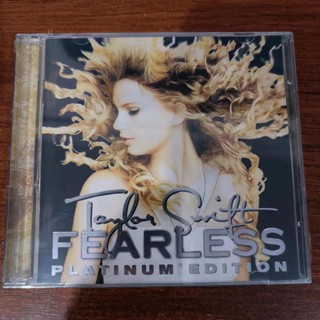 Taylor Swift
FEARLESS
PLATINUM EDITION